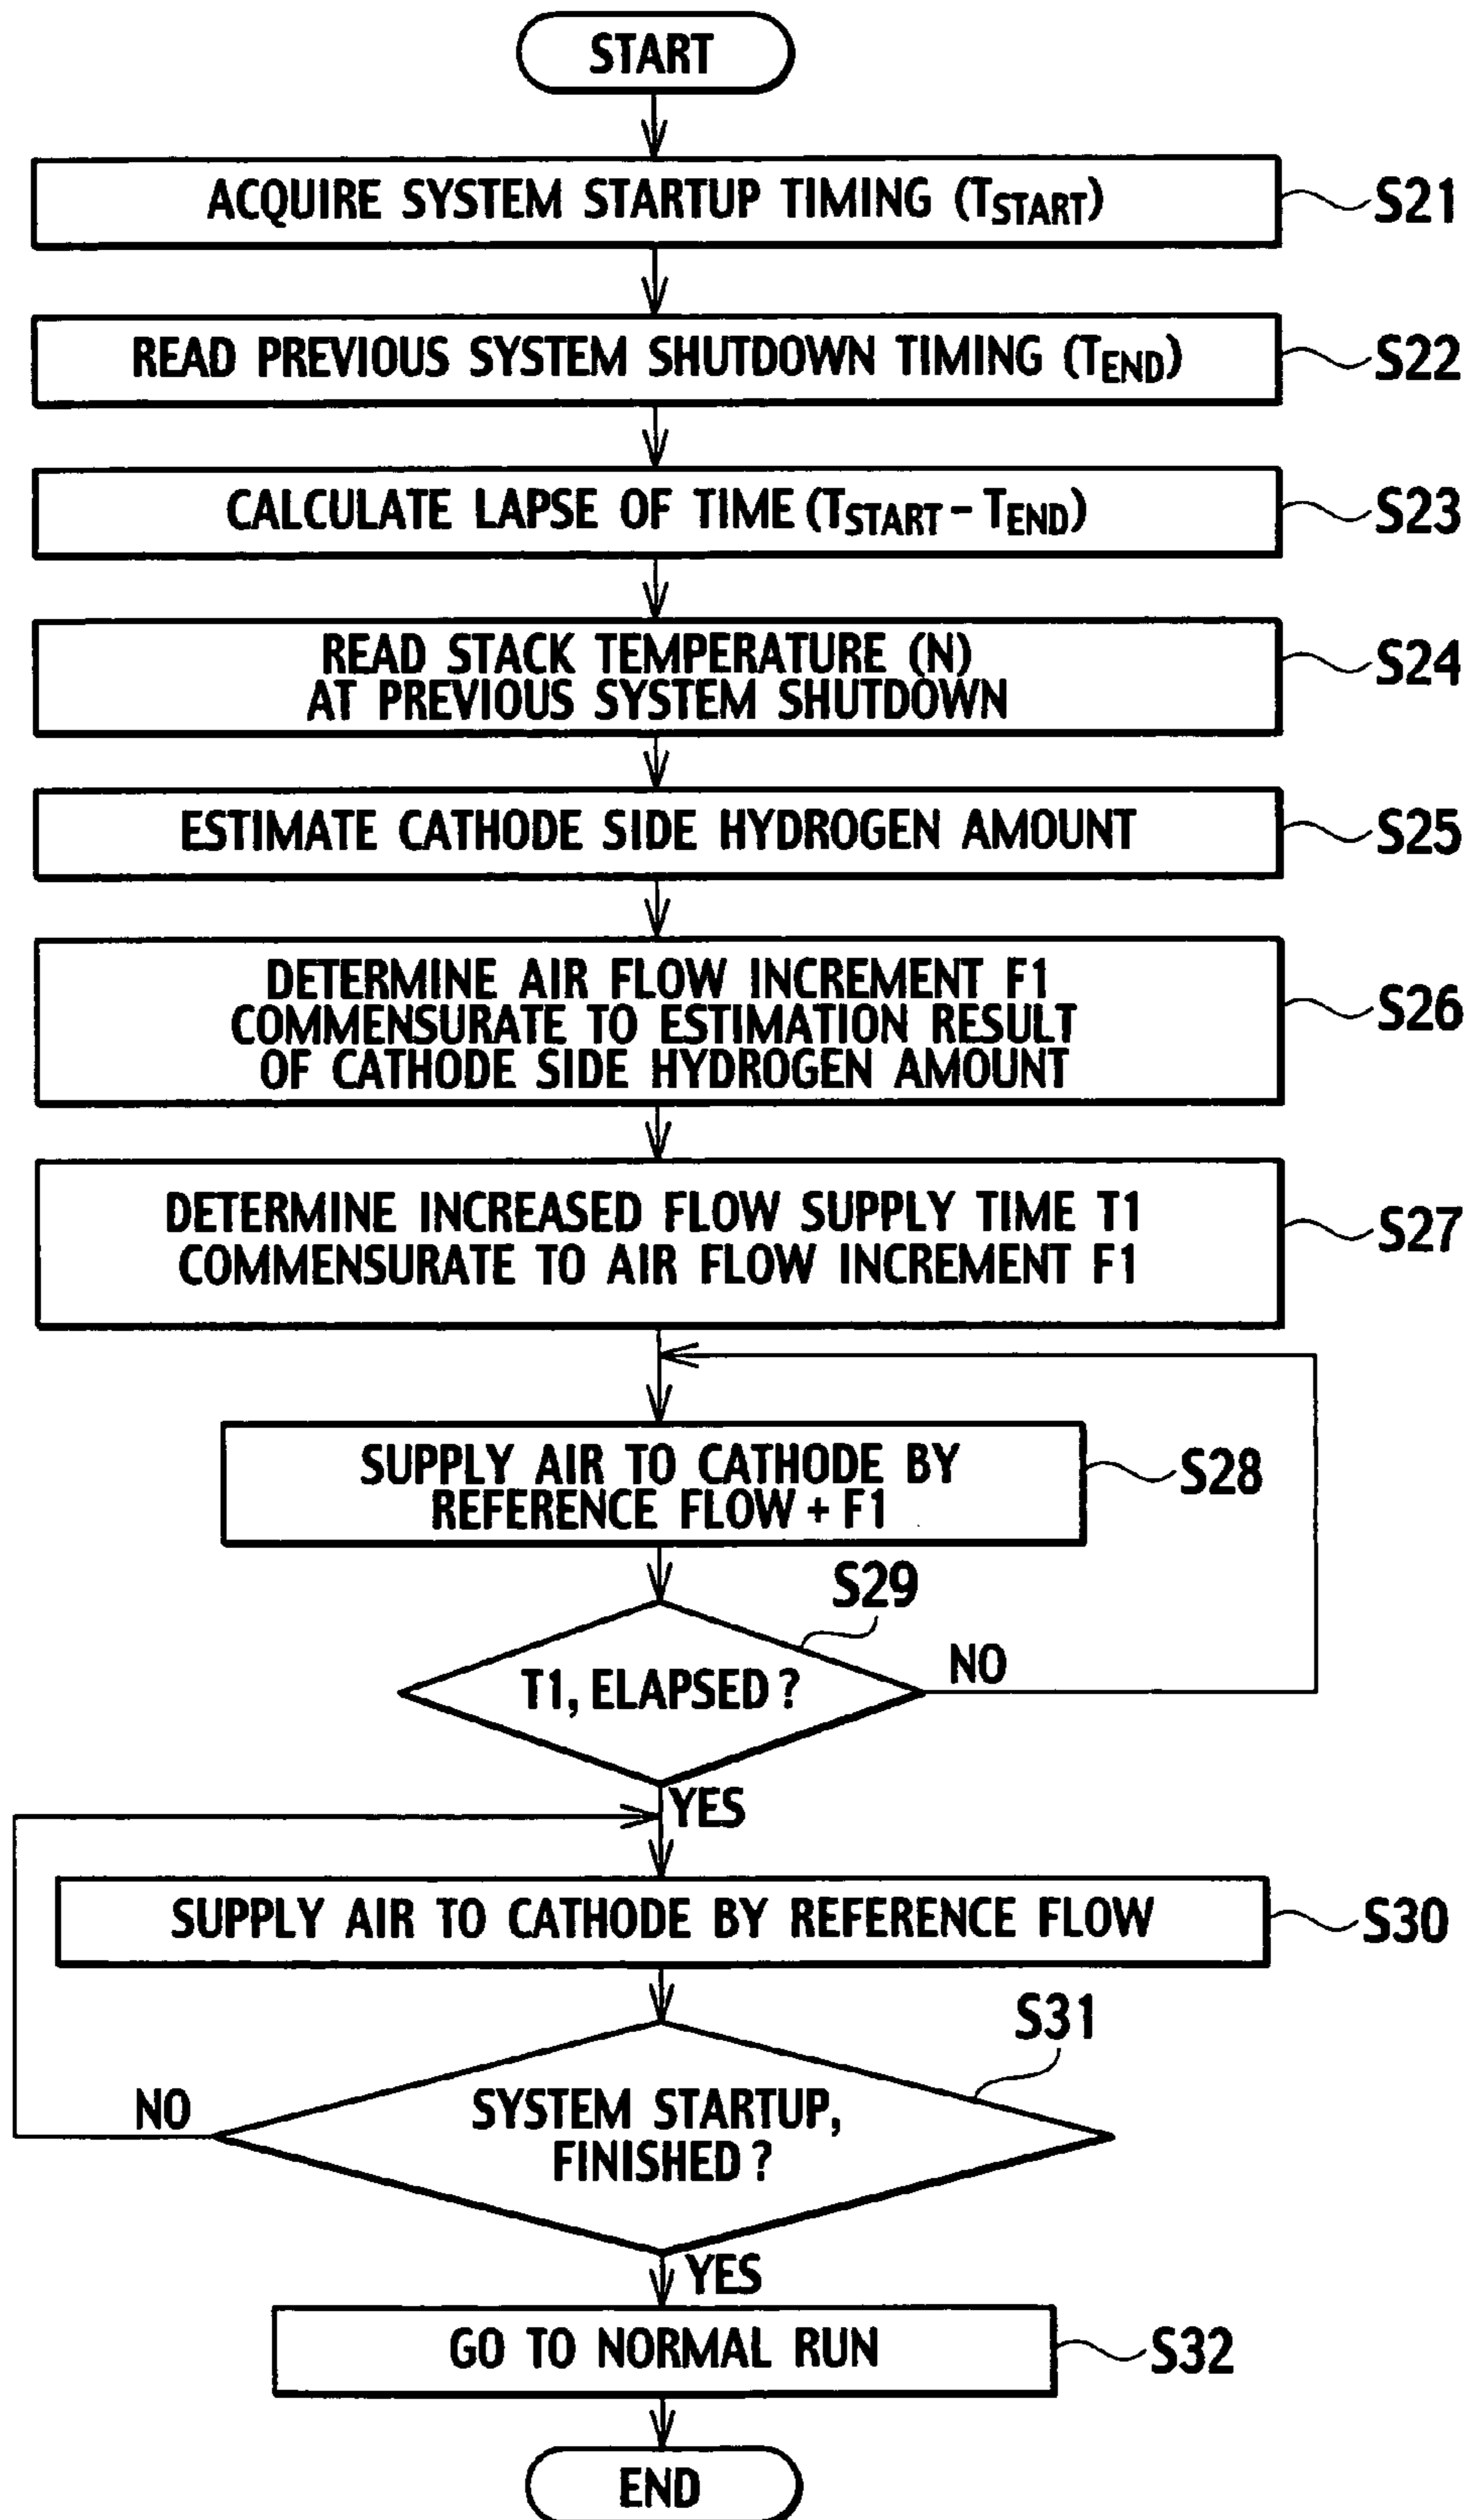 START
ACQUIRE SYSTEM STARTUP TIMING (TSTART)
S21
READ PREVIOUS SYSTEM SHUTDOWN TIMING (TEND)
S22
CALCULATE LAPSE OF TIME (TSTART - TEND)
S23
READ STACK TEMPERATURE (N)
AT PREVIOUS SYSTEM SHUTDOWN
S24
ESTIMATE CATHODE SIDE HYDROGEN AMOUNT
S25
DETERMINE AIR FLOW INCREMENT F1
COMMENSURATE TO ESTIMATION RESULT
OF CATHODE SIDE HYDROGEN AMOUNT
S26
DETERMINE INCREASED FLOW SUPPLY TIME T1
COMMENSURATE TO AIR FLOW INCREMENT F1
S27
SUPPLY AIR TO CATHODE BY
REFERENCE FLOW + F1
S28
S29
T1, ELAPSED ?
NO
YES
SUPPLY AIR TO CATHODE BY REFERENCE FLOW
S30
S31
SYSTEM STARTUP,
FINISHED ?
NO
YES
GO TO NORMAL RUN
S32
END